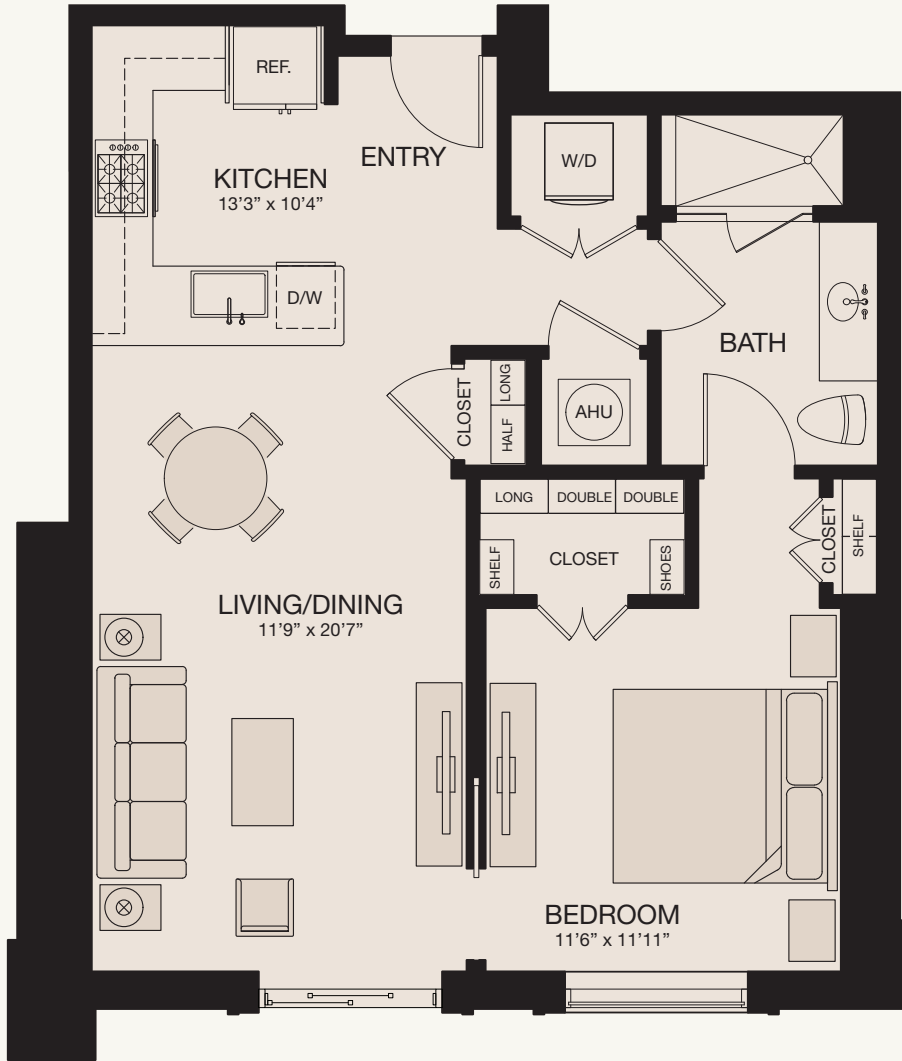 REF.
ENTRY
W/D
KITCHEN
13’3” x 10’4”
D/W
BATH
CLOSET
LONG
HALF
AHU
LONG
DOUBLE
DOUBLE
SHELF
CLOSET
SHOES
CLOSET
SHELF
LIVING/DINING
11’9” x 20’7”
BEDROOM
11’6” x 11’11”